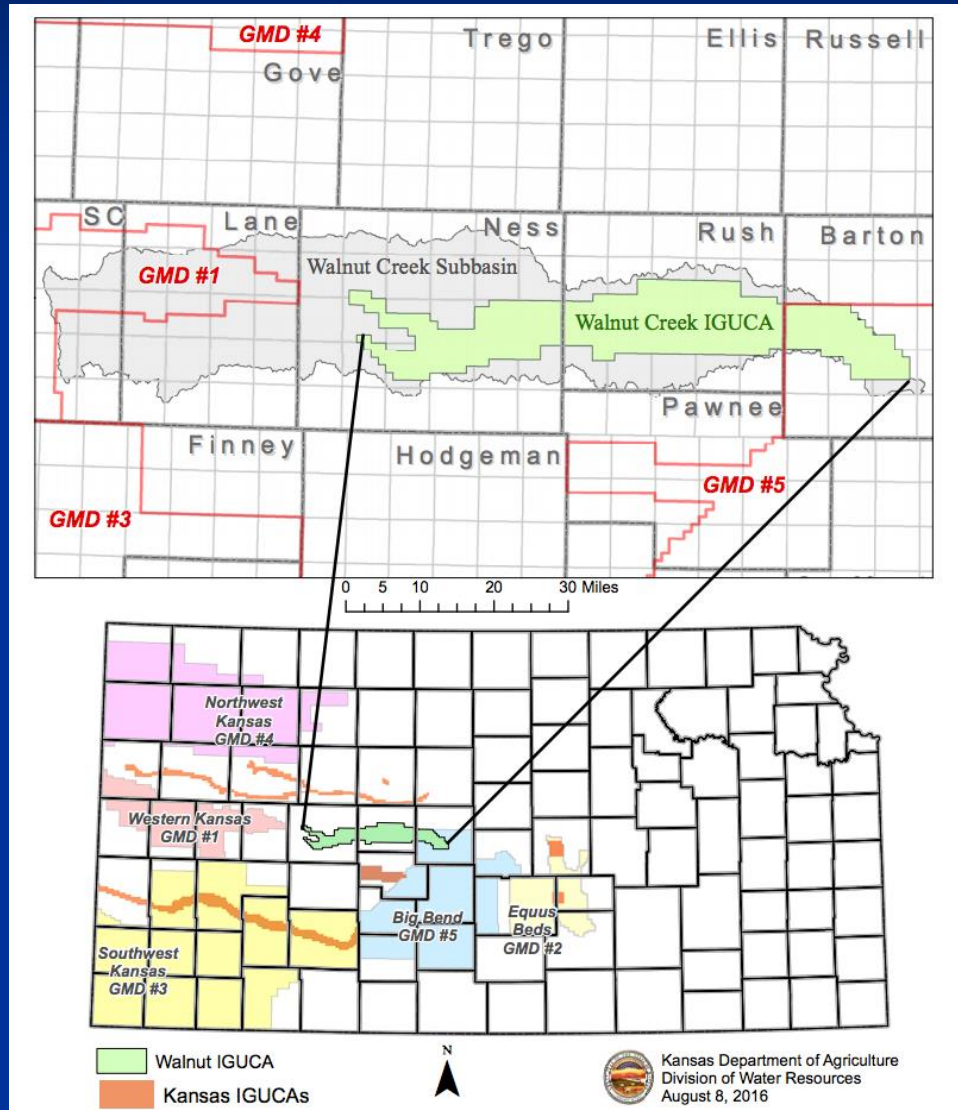 GMD #4
Trego
Ellis
Russell
Gove
SC
Lane
Ness
Rush
Barton
GMD #1
Walnut Creek Subbasin
Walnut Creek IGUCA
Pawnee
Finney
Hodgeman
GMD #5
GMD #3
0 5 10 20 30 Miles
Northwest
Kansas
GMD #4
Western Kansas
GMD #1
Big Bend
GMD #5
Equus
Beds
GMD #2
Southwest
Kansas
GMD #3
N
Walnut IGUCA
Kansas IGUCAs
Kansas Department of Agriculture
Division of Water Resources
August 8, 2016